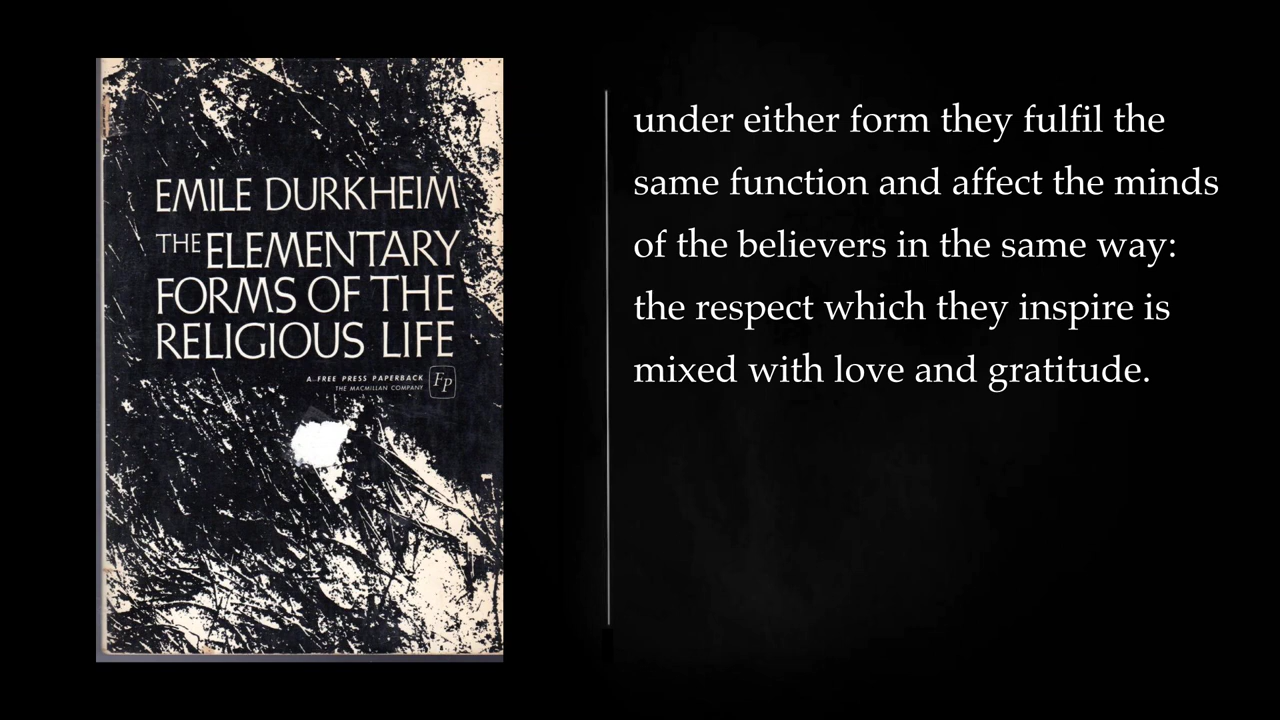 EMILE DURKHEIM
THE ELEMENTARY
FORMS OF THE
RELIGIOUS LIFE
A FREE PRESS PAPERBACK
THE MACMILLAN COMPANY
Fp
under either form they fulfil the
same function and affect the minds
of the believers in the same way:
the respect which they inspire is
mixed with love and gratitude.